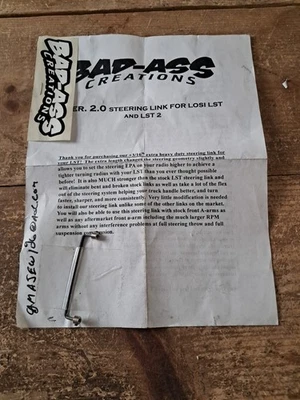 BAD-ASS
CREATIONS
BAD-ASS
CREATIONS
ER. 2.0 STEERING LINK FOR LOSI LST
AND LST 2
Thank you for purchasing our +3/16" extra heavy duty steering link for
your LST! The extra length changes the steering geometry slightly and
allows you to set the steering EPA on your radio higher to achieve a
tighter turning radius with your LST than you ever thought possible
before! It is also MUCH stronger then the stock LST steering link and
will eliminate bent and broken stock links as well as take a lot of the flex
out of the steering system helping your truck handle better, and turn
faster, sharper, and more consistently. Very little modification is needed
to install our steering link unlike some of the other links on the market.
You will also be able to use this steering link with stock front A-arms as
well as any aftermarket front a-arm including the much larger RPM
arms without any interference problems at full steering throw and full
suspension